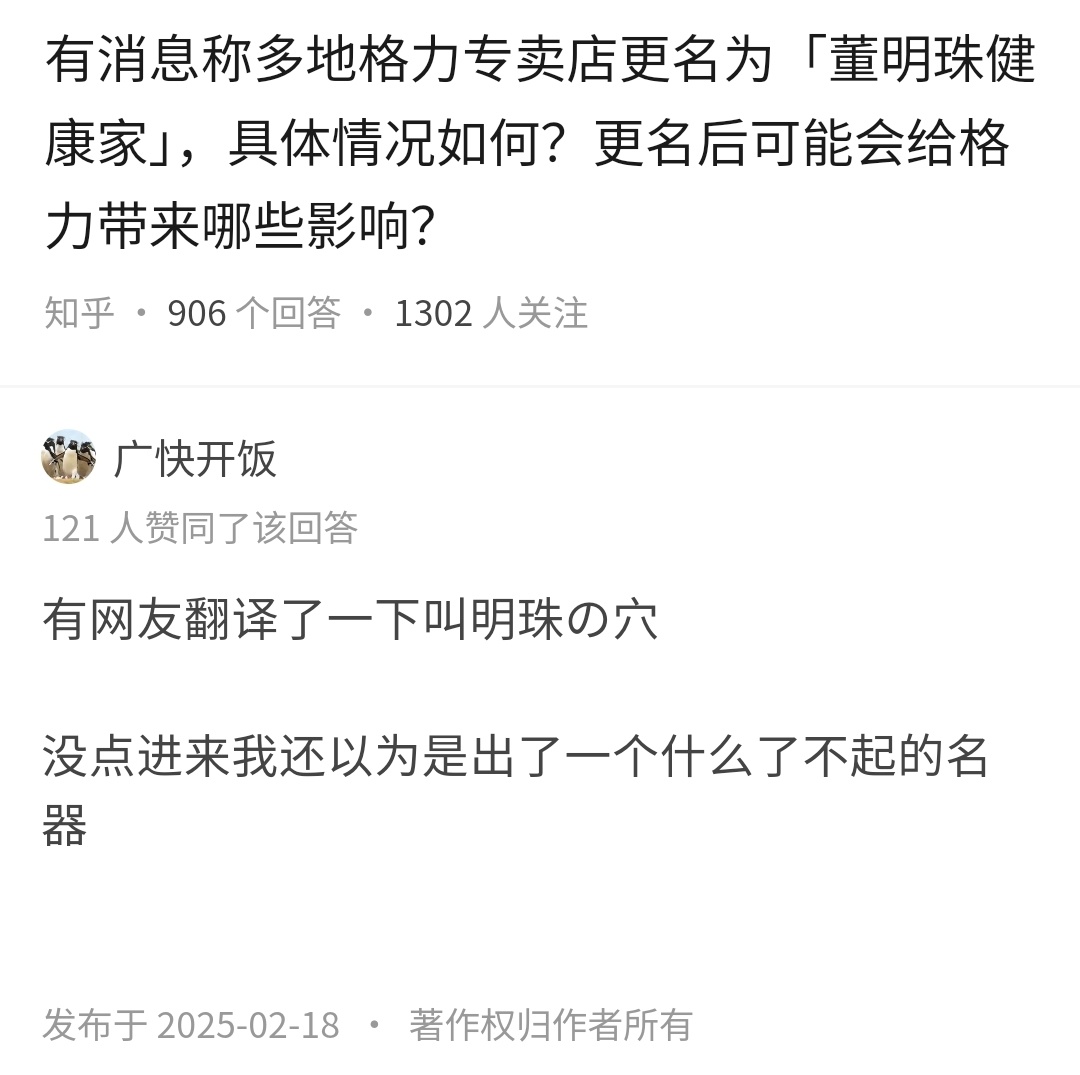 有消息称多地格力专卖店更名为「董明珠健
康家」，具体情况如何？更名后可能会给格
力带来哪些影响？
知乎 · 906 个回答 · 1302 人关注
广快开饭
121 人赞同了该回答
有网友翻译了一下叫明珠の穴
没点进来我还以为是出了一个什么了不起的名
器
发布于 2025-02-18 · 著作权归作者所有